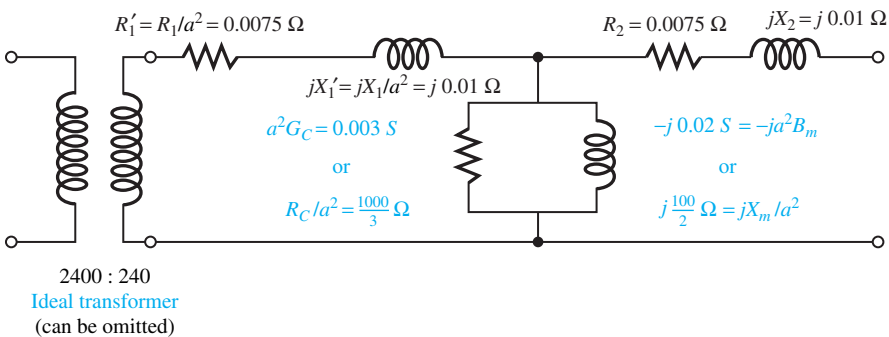 R₁′ = R₁/a² = 0.0075 Ω
R₂ = 0.0075 Ω
jX₂ = j 0.01 Ω
jX₁′ = jX₁/a² = j 0.01 Ω
a²G_C = 0.003 S
or
R_C/a² = 1000/3 Ω
–j 0.02 S = –ja²B_m
or
j 100/2 Ω = jX_m/a²
2400 : 240
Ideal transformer
(can be omitted)